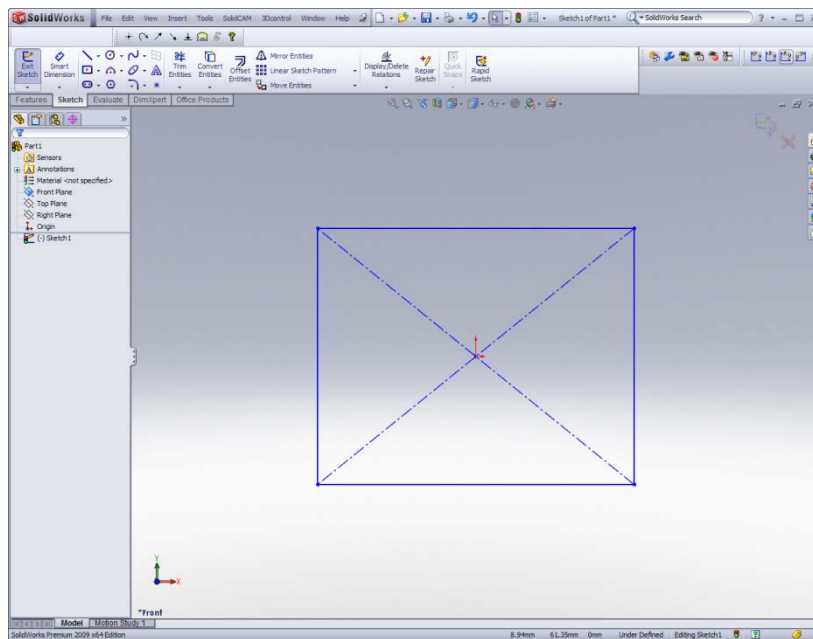 SolidWorks File Edit View Insert Tools SolidCAM 3Dcontrol Window Help Sketch1 of Part1 * SolidWorks Search
Exit Sketch
Smart Dimension
Trim Entities
Convert Entities
Offset Entities
Mirror Entities
Linear Sketch Pattern
Move Entities
Display/Delete Relations
Repair Sketch
Quick Snaps
Rapid Sketch
Features Sketch Evaluate DimXpert Office Products
Part1
Sensors
Annotations
Material <not specified>
Front Plane
Top Plane
Right Plane
Origin
(-) Sketch1
Y
X
*Front
Model Motion Study 1
SolidWorks Premium 2009 x64 Edition 8.94mm 61.35mm 0mm Under Defined Editing Sketch1